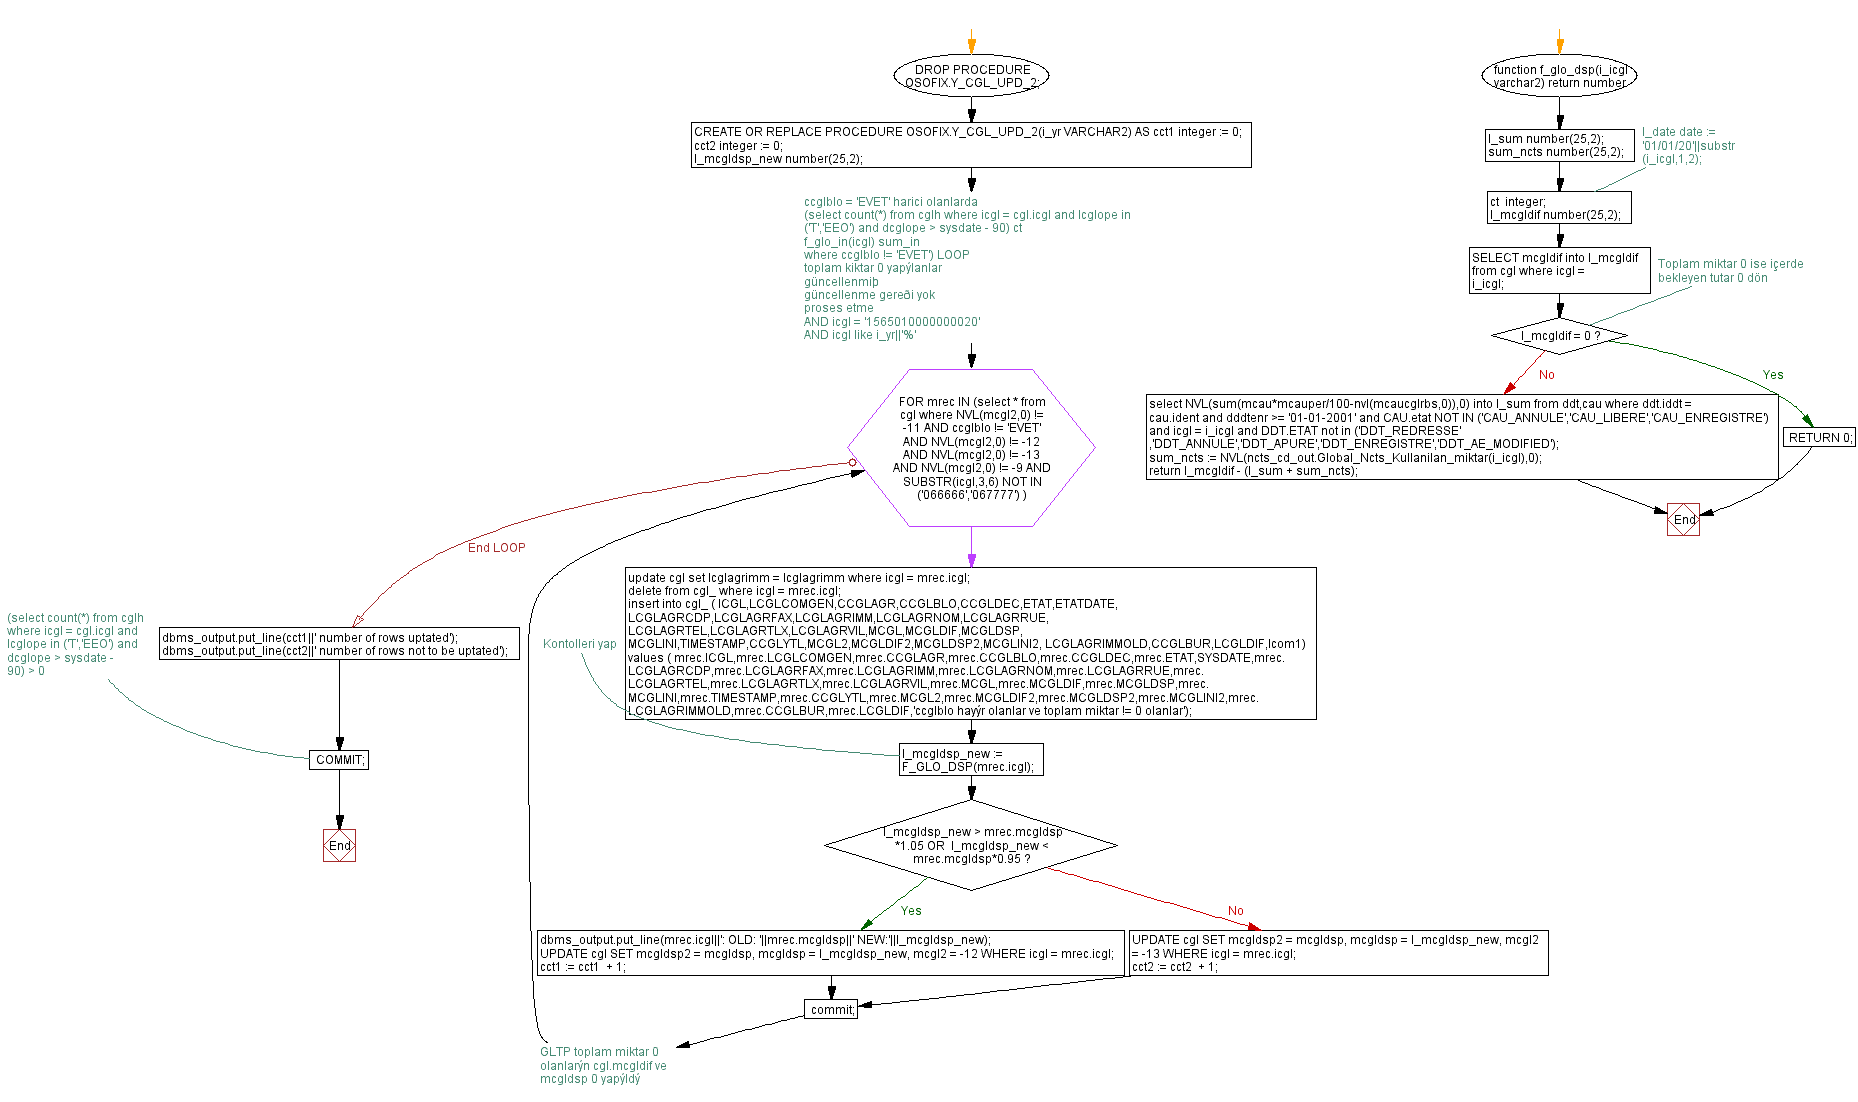 DROP PROCEDURE
OSOFIX.Y_CGL_UPD_2;
CREATE OR REPLACE PROCEDURE OSOFIX.Y_CGL_UPD_2(i_yr VARCHAR2) AS cct1 integer := 0;
cct2 integer := 0;
l_mcgldsp_new number(25,2);
ccglblo = 'EVET' harici olanlarda
(select count(*) from cglh where icgl = cgl.icgl and lcglope in
('T','EEO') and dcglope > sysdate - 90) ct
f_glo_in(icgl) sum_in
where ccglblo != 'EVET') LOOP
toplam kiktar 0 yapýlanlar
güncellenmiþ
güncellenme gereði yok
proses etme
AND icgl = '1565010000000020'
AND icgl like i_yr||'%'
FOR mrec IN (select * from
cgl where NVL(mcgl2,0) !=
-11 AND ccglblo != 'EVET'
AND NVL(mcgl2,0) != -12
AND NVL(mcgl2,0) != -13
AND NVL(mcgl2,0) != -9 AND
SUBSTR(icgl,3,6) NOT IN
('066666','067777') )
End LOOP
update cgl set lcglagrimm = lcglagrimm where icgl = mrec.icgl;
delete from cgl_ where icgl = mrec.icgl;
insert into cgl_ ( ICGL,LCGLCOMGEN,CCGLAGR,CCGLBLO,CCGLDEC,ETAT,ETATDATE,
LCGLAGRCDP,LCGLAGRFAX,LCGLAGRIMM,LCGLAGRNOM,LCGLAGRRUE,
LCGLAGRTEL,LCGLAGRTLX,LCGLAGRVIL,MCGL,MCGLDIF,MCGLDSP,
MCGLINI,TIMESTAMP,CCGLYTL,MCGL2,MCGLDIF2,MCGLDSP2,MCGLINI2, LCGLAGRIMMOLD,CCGLBUR,LCGLDIF,lcom1)
values ( mrec.ICGL,mrec.LCGLCOMGEN,mrec.CCGLAGR,mrec.CCGLBLO,mrec.CCGLDEC,mrec.ETAT,SYSDATE,mrec.
LCGLAGRCDP,mrec.LCGLAGRFAX,mrec.LCGLAGRIMM,mrec.LCGLAGRNOM,mrec.LCGLAGRRUE,mrec.
LCGLAGRTEL,mrec.LCGLAGRTLX,mrec.LCGLAGRVIL,mrec.MCGL,mrec.MCGLDIF,mrec.MCGLDSP,mrec.
MCGLINI,mrec.TIMESTAMP,mrec.CCGLYTL,mrec.MCGL2,mrec.MCGLDIF2,mrec.MCGLDSP2,mrec.MCGLINI2,mrec.
LCGLAGRIMMOLD,mrec.CCGLBUR,mrec.LCGLDIF,'ccglblo hayýr olanlar ve toplam miktar != 0 olanlar');
Kontolleri yap
(select count(*) from cglh
where icgl = cgl.icgl and
lcglope in ('T','EEO') and
dcglope > sysdate -
90) > 0
dbms_output.put_line(cct1||' number of rows uptated');
dbms_output.put_line(cct2||' number of rows not to be uptated');
COMMIT;
End
l_mcgldsp_new :=
F_GLO_DSP(mrec.icgl);
l_mcgldsp_new > mrec.mcgldsp
*1.05 OR  l_mcgldsp_new <
mrec.mcgldsp*0.95 ?
Yes
No
dbms_output.put_line(mrec.icgl||': OLD: '||mrec.mcgldsp||' NEW:'||l_mcgldsp_new);
UPDATE cgl SET mcgldsp2 = mcgldsp, mcgldsp = l_mcgldsp_new, mcgl2 = -12 WHERE icgl = mrec.icgl;
cct1 := cct1  + 1;
UPDATE cgl SET mcgldsp2 = mcgldsp, mcgldsp = l_mcgldsp_new, mcgl2
= -13 WHERE icgl = mrec.icgl;
cct2 := cct2  + 1;
commit;
GLTP toplam miktar 0
olanlarýn cgl.mcgldif ve
mcgldsp 0 yapýldý
function f_glo_dsp(i_icgl
varchar2) return number
l_sum number(25,2);
sum_ncts number(25,2);
l_date date :=
'01/01/20'||substr
(i_icgl,1,2);
ct  integer;
l_mcgldif number(25,2);
SELECT mcgldif into l_mcgldif
from cgl where icgl =
i_icgl;
Toplam miktar 0 ise içerde
bekleyen tutar 0 dön
l_mcgldif = 0 ?
No
Yes
select NVL(sum(mcau*mcauper/100-nvl(mcaucglrbs,0)),0) into l_sum from ddt,cau where ddt.iddt =
cau.ident and dddtenr >= '01-01-2001' and CAU.etat NOT IN ('CAU_ANNULE','CAU_LIBERE','CAU_ENREGISTRE')
and icgl = i_icgl and DDT.ETAT not in ('DDT_REDRESSE'
,'DDT_ANNULE','DDT_APURE','DDT_ENREGISTRE','DDT_AE_MODIFIED');
sum_ncts := NVL(ncts_cd_out.Global_Ncts_Kullanilan_miktar(i_icgl),0);
return l_mcgldif - (l_sum + sum_ncts);
RETURN 0;
End